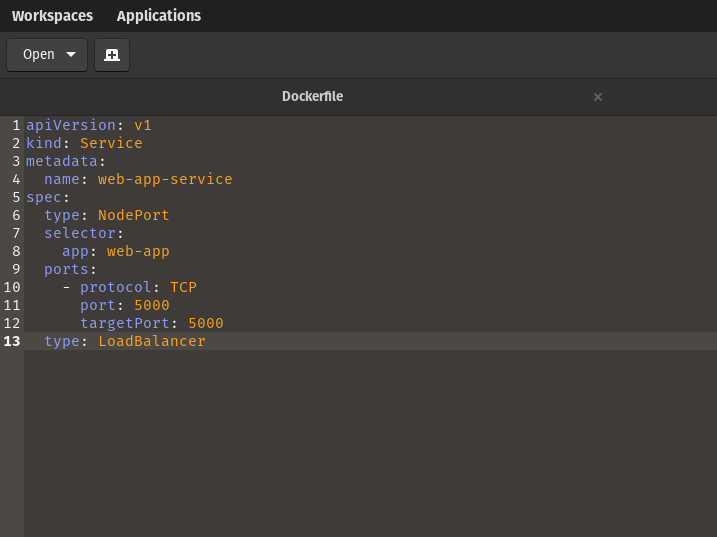 Workspaces Applications
Open
Dockerfile ×
1 apiVersion: v1
2 kind: Service
3 metadata:
4   name: web-app-service
5 spec:
6   type: NodePort
7   selector:
8     app: web-app
9   ports:
10     - protocol: TCP
11       port: 5000
12       targetPort: 5000
13   type: LoadBalancer